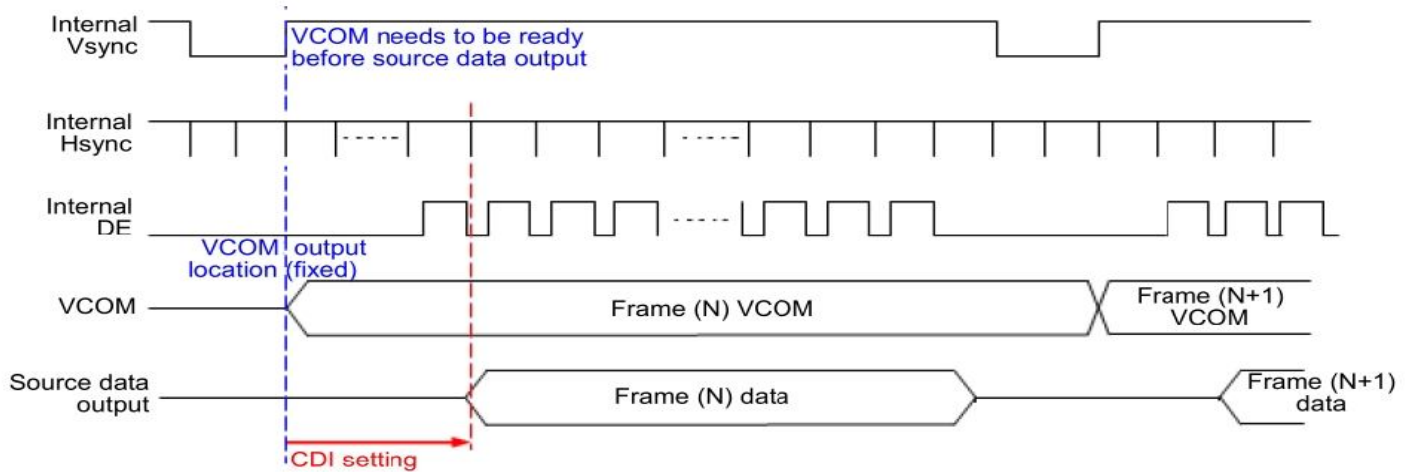 Internal
Vsync
VCOM needs to be ready
before source data output
Internal
Hsync
Internal
DE
VCOM output
location (fixed)
VCOM
Frame (N) VCOM
Frame (N+1)
VCOM
Source data
output
Frame (N) data
Frame (N+1)
data
CDI setting